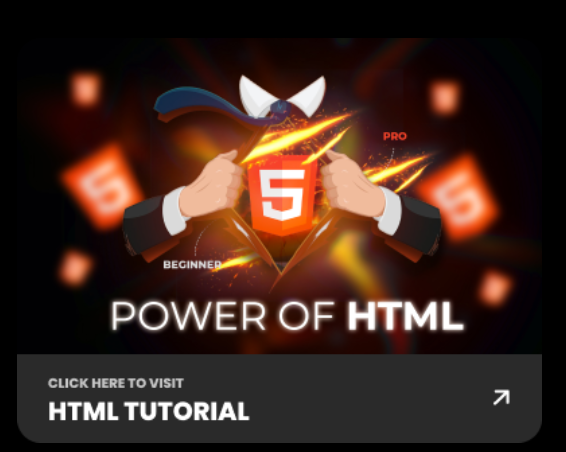 PRO
BEGINNER
POWER OF HTML
CLICK HERE TO VISIT
HTML TUTORIAL